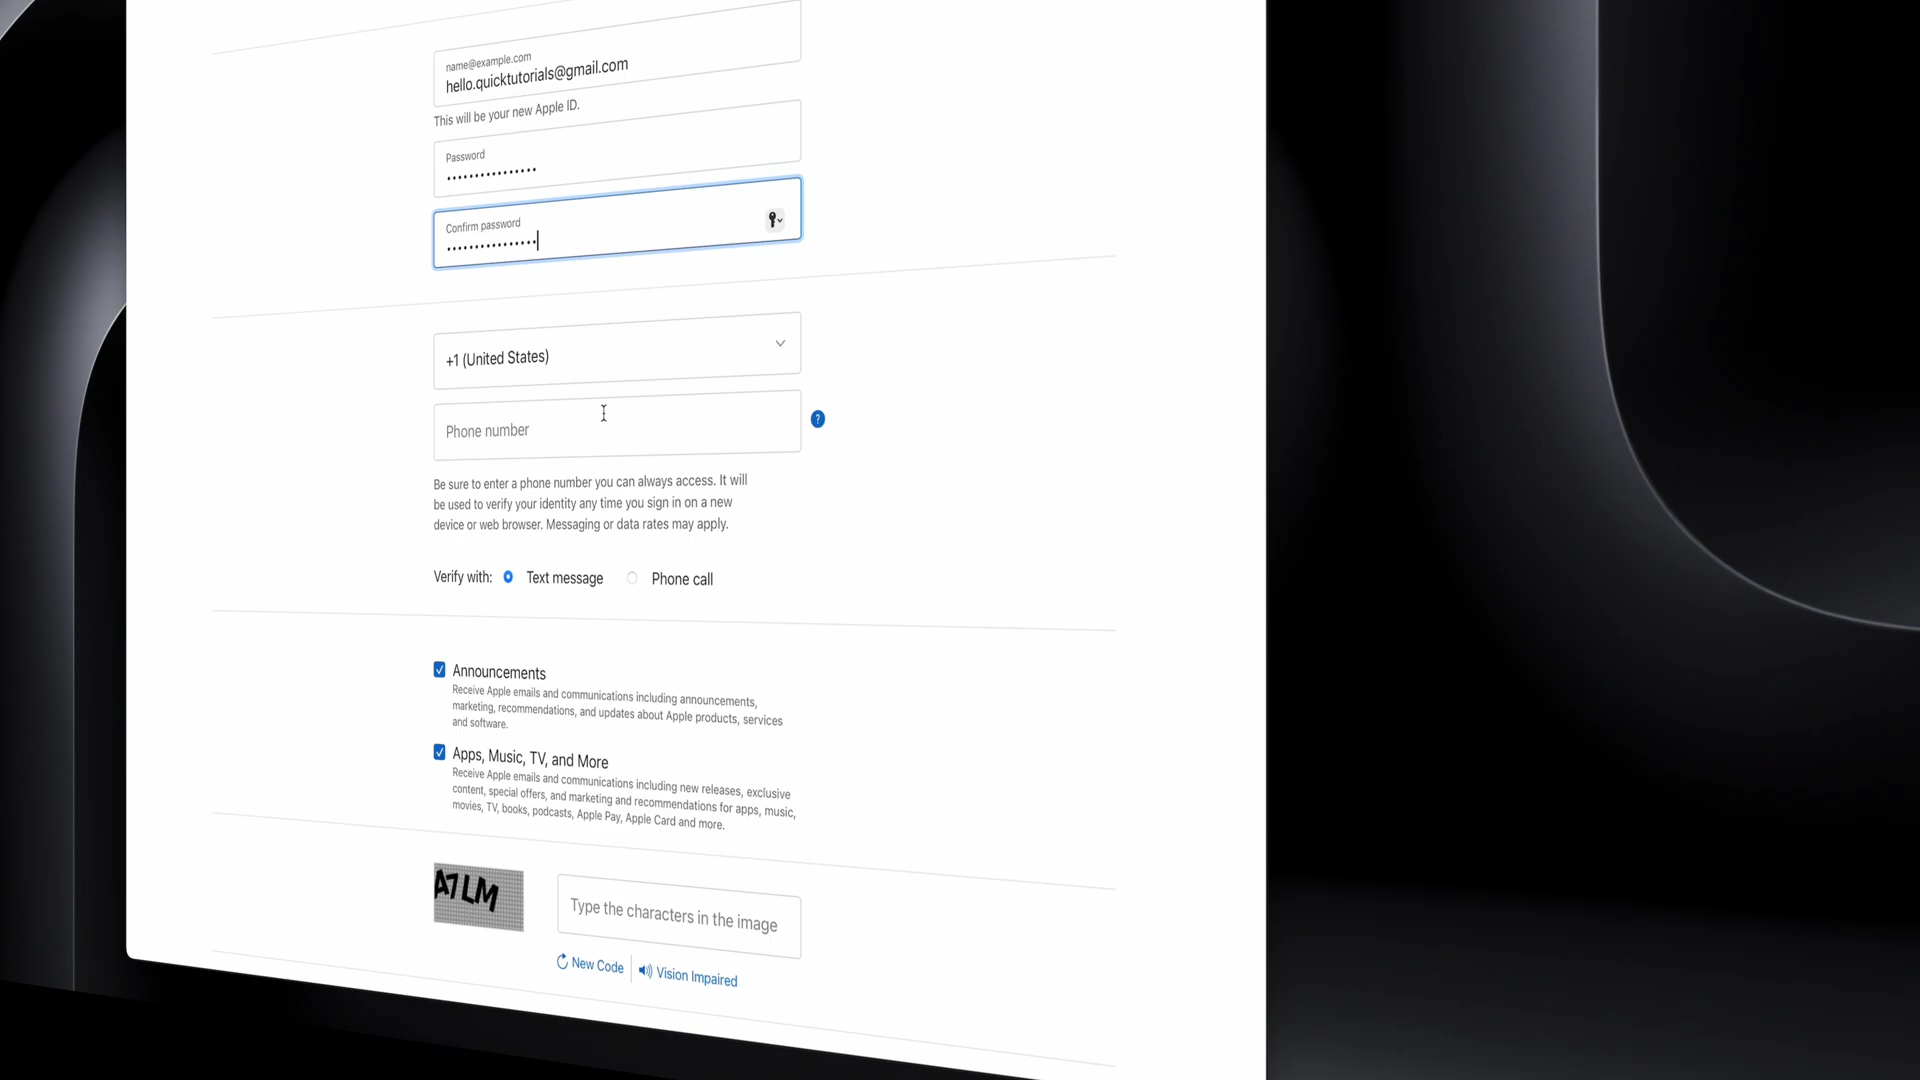 name@example.com
hello.quicktutorials@gmail.com
This will be your new Apple ID.
Password
Confirm password
+1 (United States)
Phone number
?
Be sure to enter a phone number you can always access. It will
be used to verify your identity any time you sign in on a new
device or web browser. Messaging or data rates may apply.
Verify with: Text message Phone call
Announcements
Receive Apple emails and communications including announcements,
marketing, recommendations, and updates about Apple products, services
and software.
Apps, Music, TV, and More
Receive Apple emails and communications including new releases, exclusive
content, special offers, and marketing and recommendations for apps, music,
movies, TV, books, podcasts, Apple Pay, Apple Card and more.
A7LM
Type the characters in the image
New Code Vision Impaired